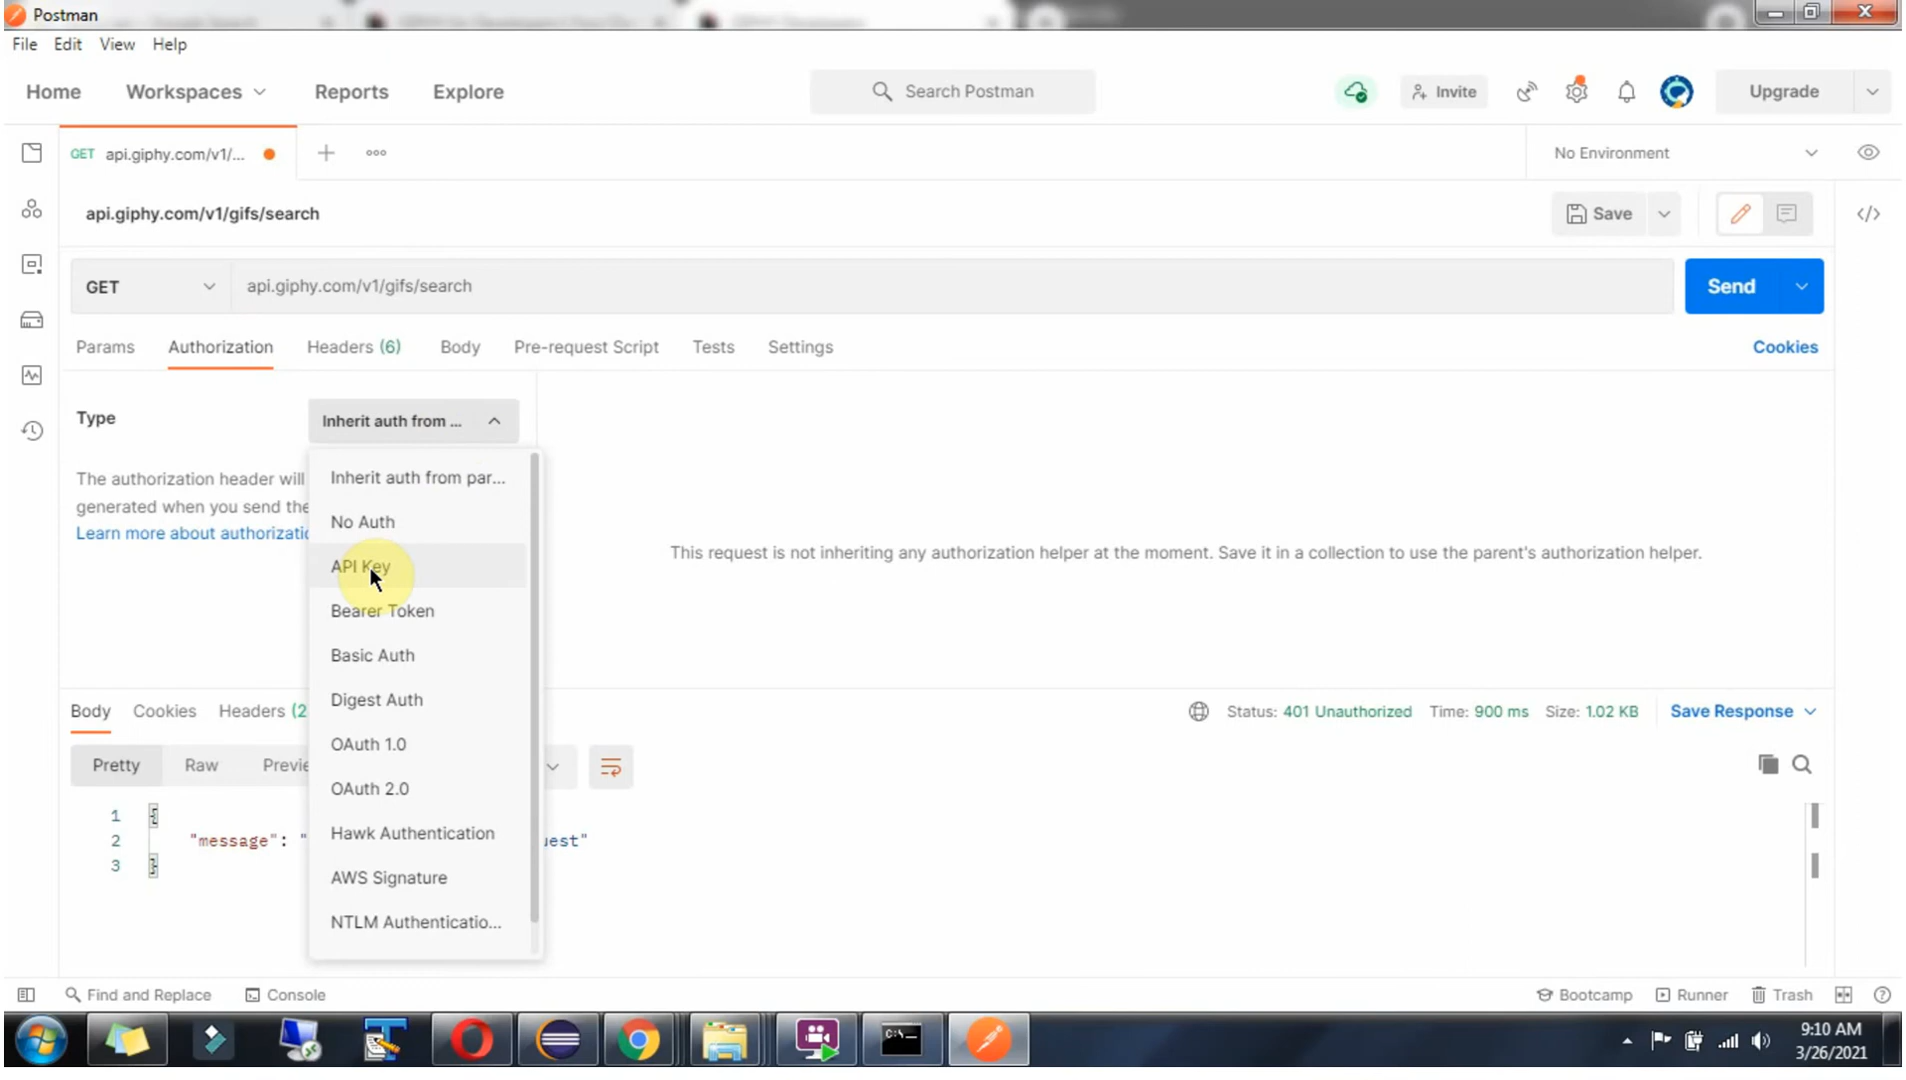 Postman
File Edit View Help
Home Workspaces Reports Explore Search Postman Invite Upgrade
GET api.giphy.com/v1/... No Environment
api.giphy.com/v1/gifs/search Save
GET api.giphy.com/v1/gifs/search Send
Params Authorization Headers (6) Body Pre-request Script Tests Settings Cookies
Type Inherit auth from ...
The authorization header will
generated when you send the
Learn more about
Inherit auth from par...
No Auth
API Key
Bearer Token
Basic Auth
Digest Auth
OAuth 1.0
OAuth 2.0
Hawk Authentication
AWS Signature
NTLM Authenticatio...
This request is not inheriting any authorization helper at the moment. Save it in a collection to use the parent's authorization helper.
Body Cookies Headers (2 Status: 401 Unauthorized Time: 900 ms Size: 1.02 KB Save Response
Pretty Raw
1 {
2 "message": " uest"
3 }
Find and Replace Console Bootcamp Runner Trash
C:\
9:10 AM
3/26/2021